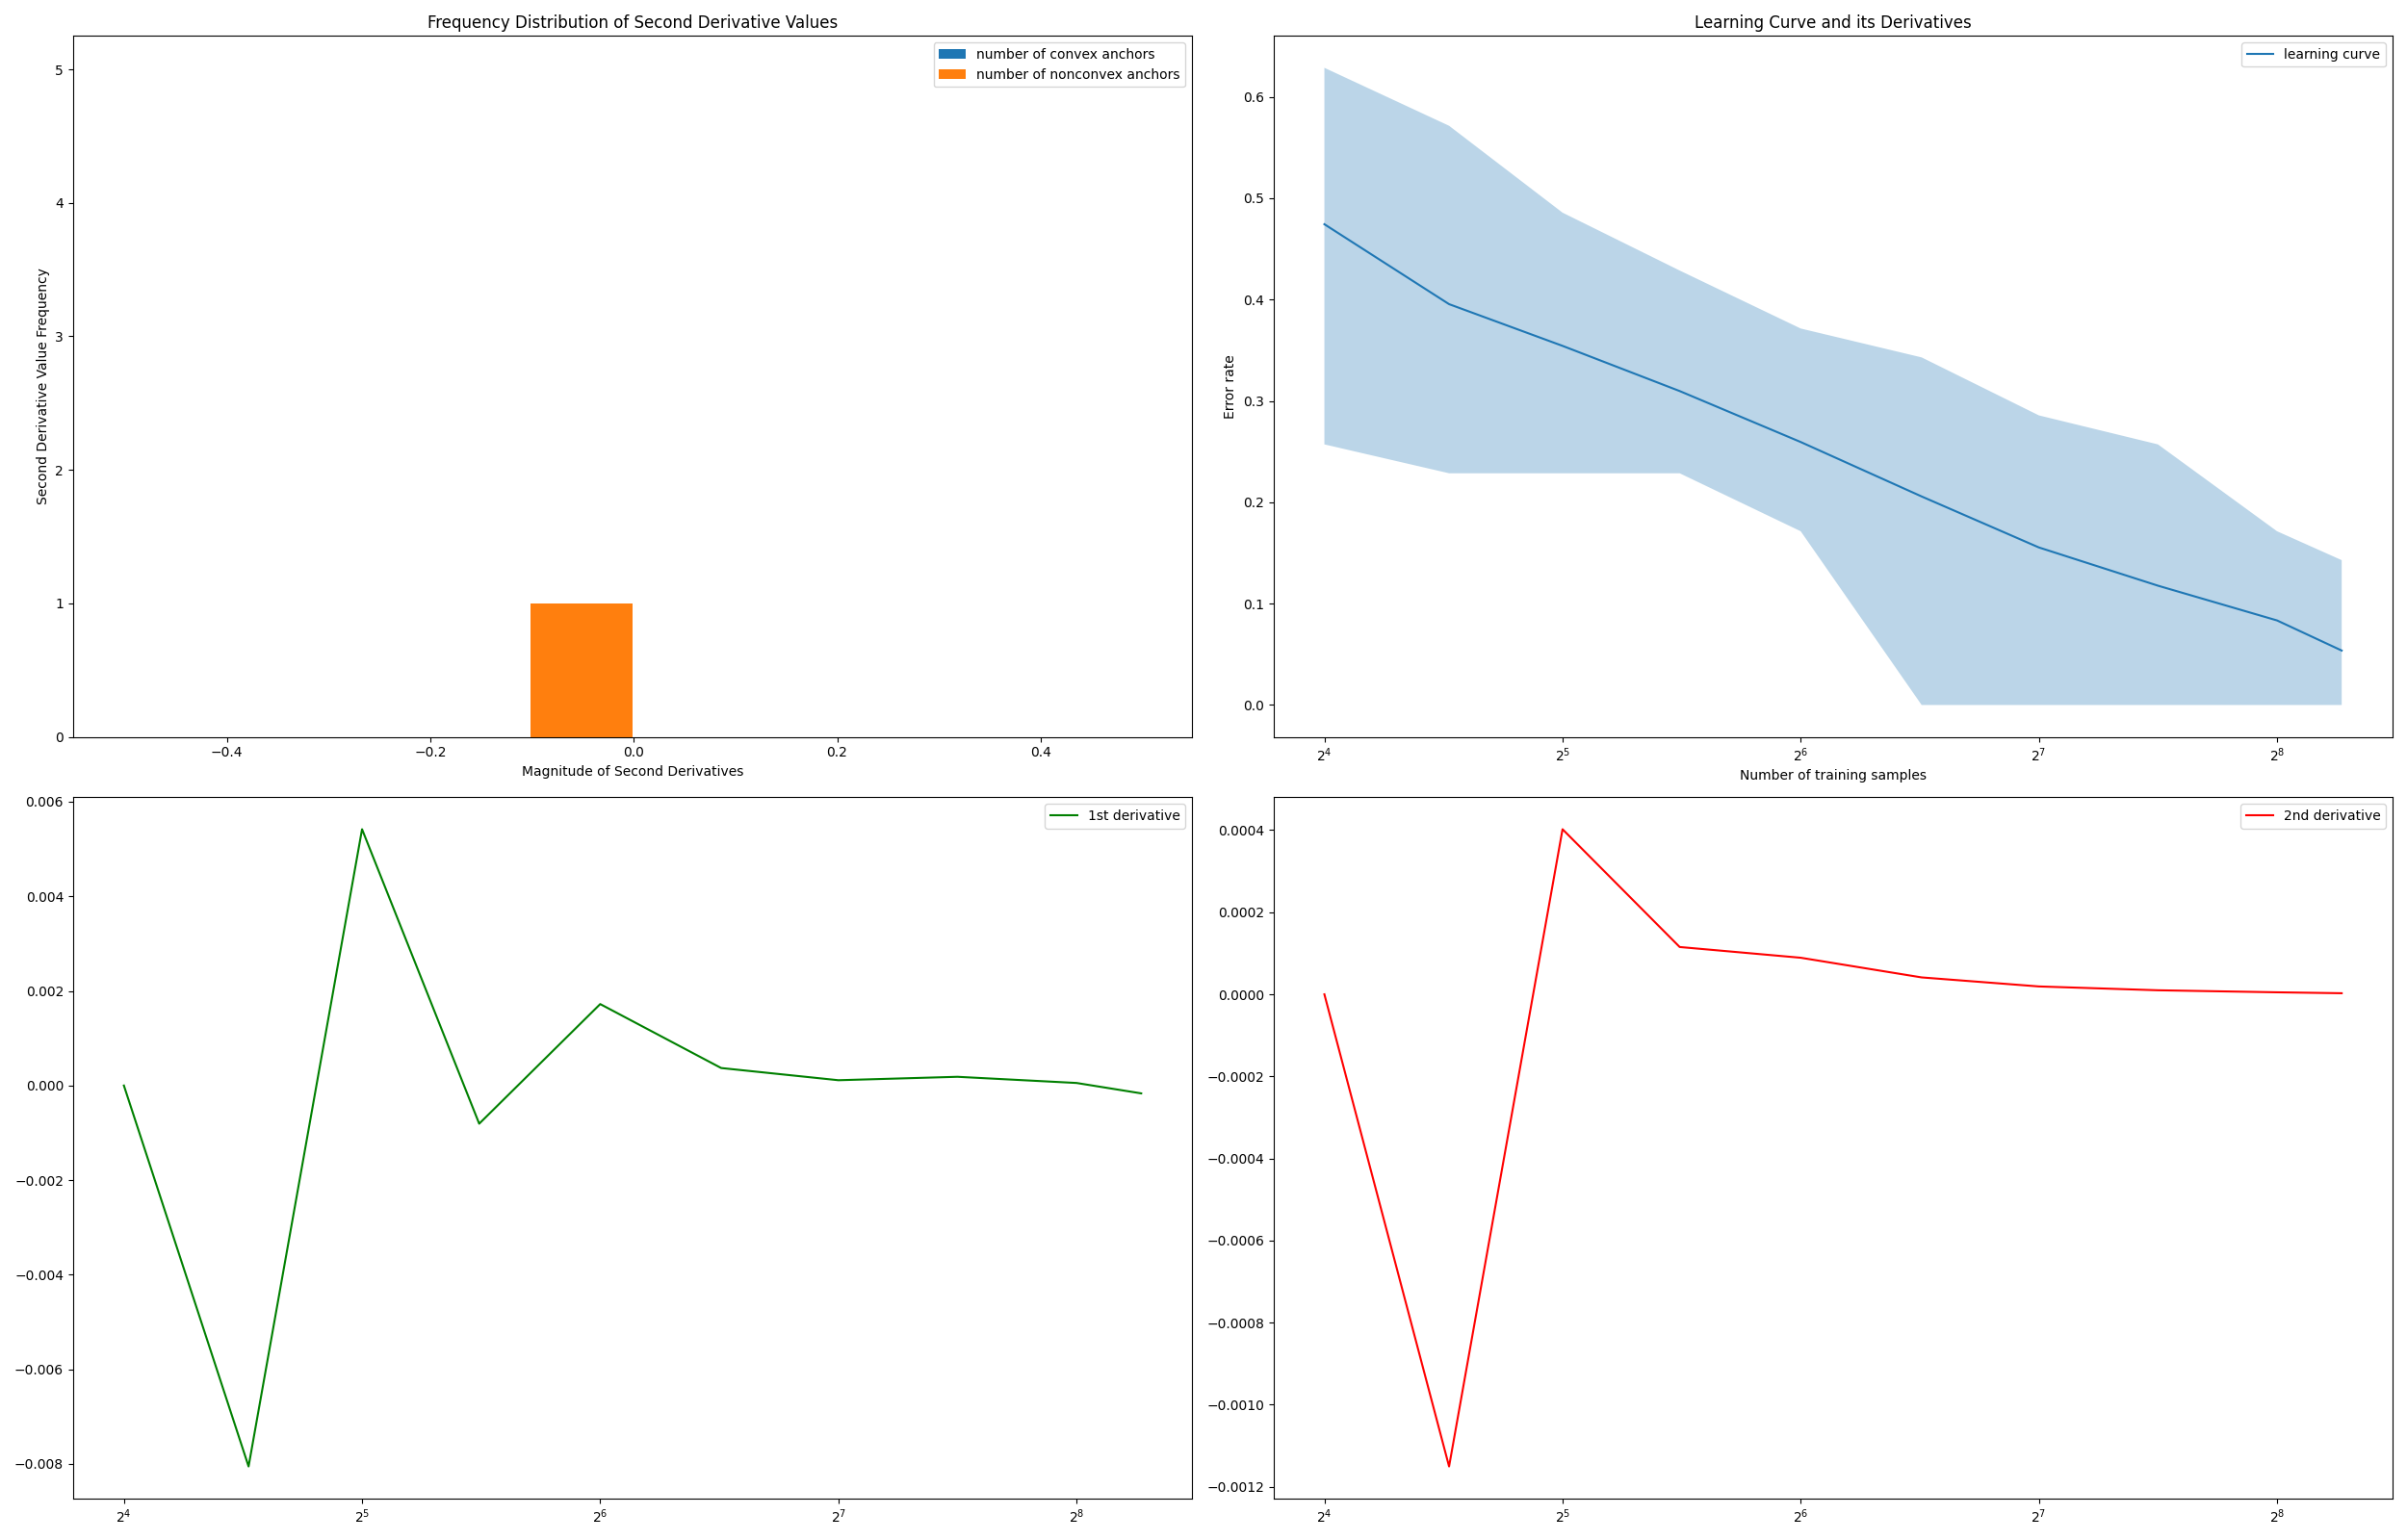 Frequency Distribution of Second Derivative Values
number of convex anchors
number of nonconvex anchors
Second Derivative Value Frequency
5
4
3
2
1
0
−0.4 −0.2 0.0 0.2 0.4
Magnitude of Second Derivatives
Learning Curve and its Derivatives
learning curve
Error rate
0.6
0.5
0.4
0.3
0.2
0.1
0.0
2⁴ 2⁵ 2⁶ 2⁷ 2⁸
Number of training samples
1st derivative
0.006
0.004
0.002
0.000
−0.002
−0.004
−0.006
−0.008
2⁴ 2⁵ 2⁶ 2⁷ 2⁸
2nd derivative
0.0004
0.0002
0.0000
−0.0002
−0.0004
−0.0006
−0.0008
−0.0010
−0.0012
2⁴ 2⁵ 2⁶ 2⁷ 2⁸